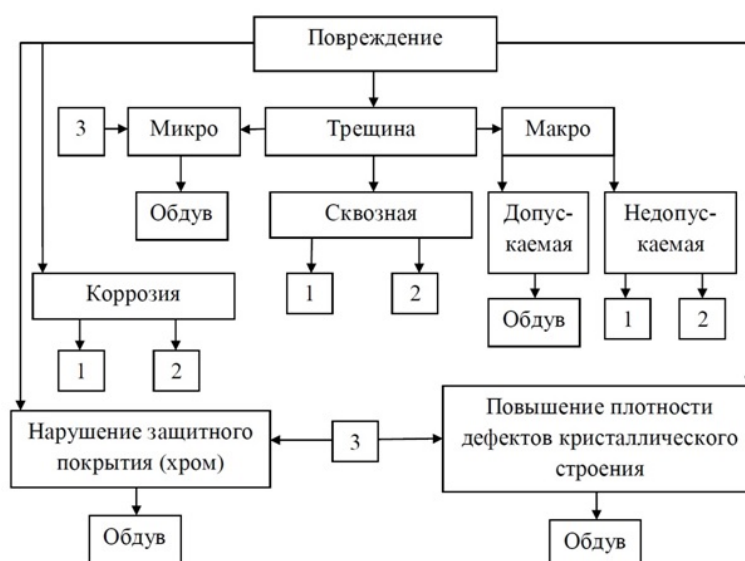 Повреждение
3
Микро
Трещина
Макро
Обдув
Сквозная
Допус-
каемая
Недопус-
каемая
Коррозия
1
2
Обдув
1
2
1
2
Нарушение защитного
покрытия (хром)
3
Повышение плотности
дефектов кристаллического
строения
Обдув
Обдув